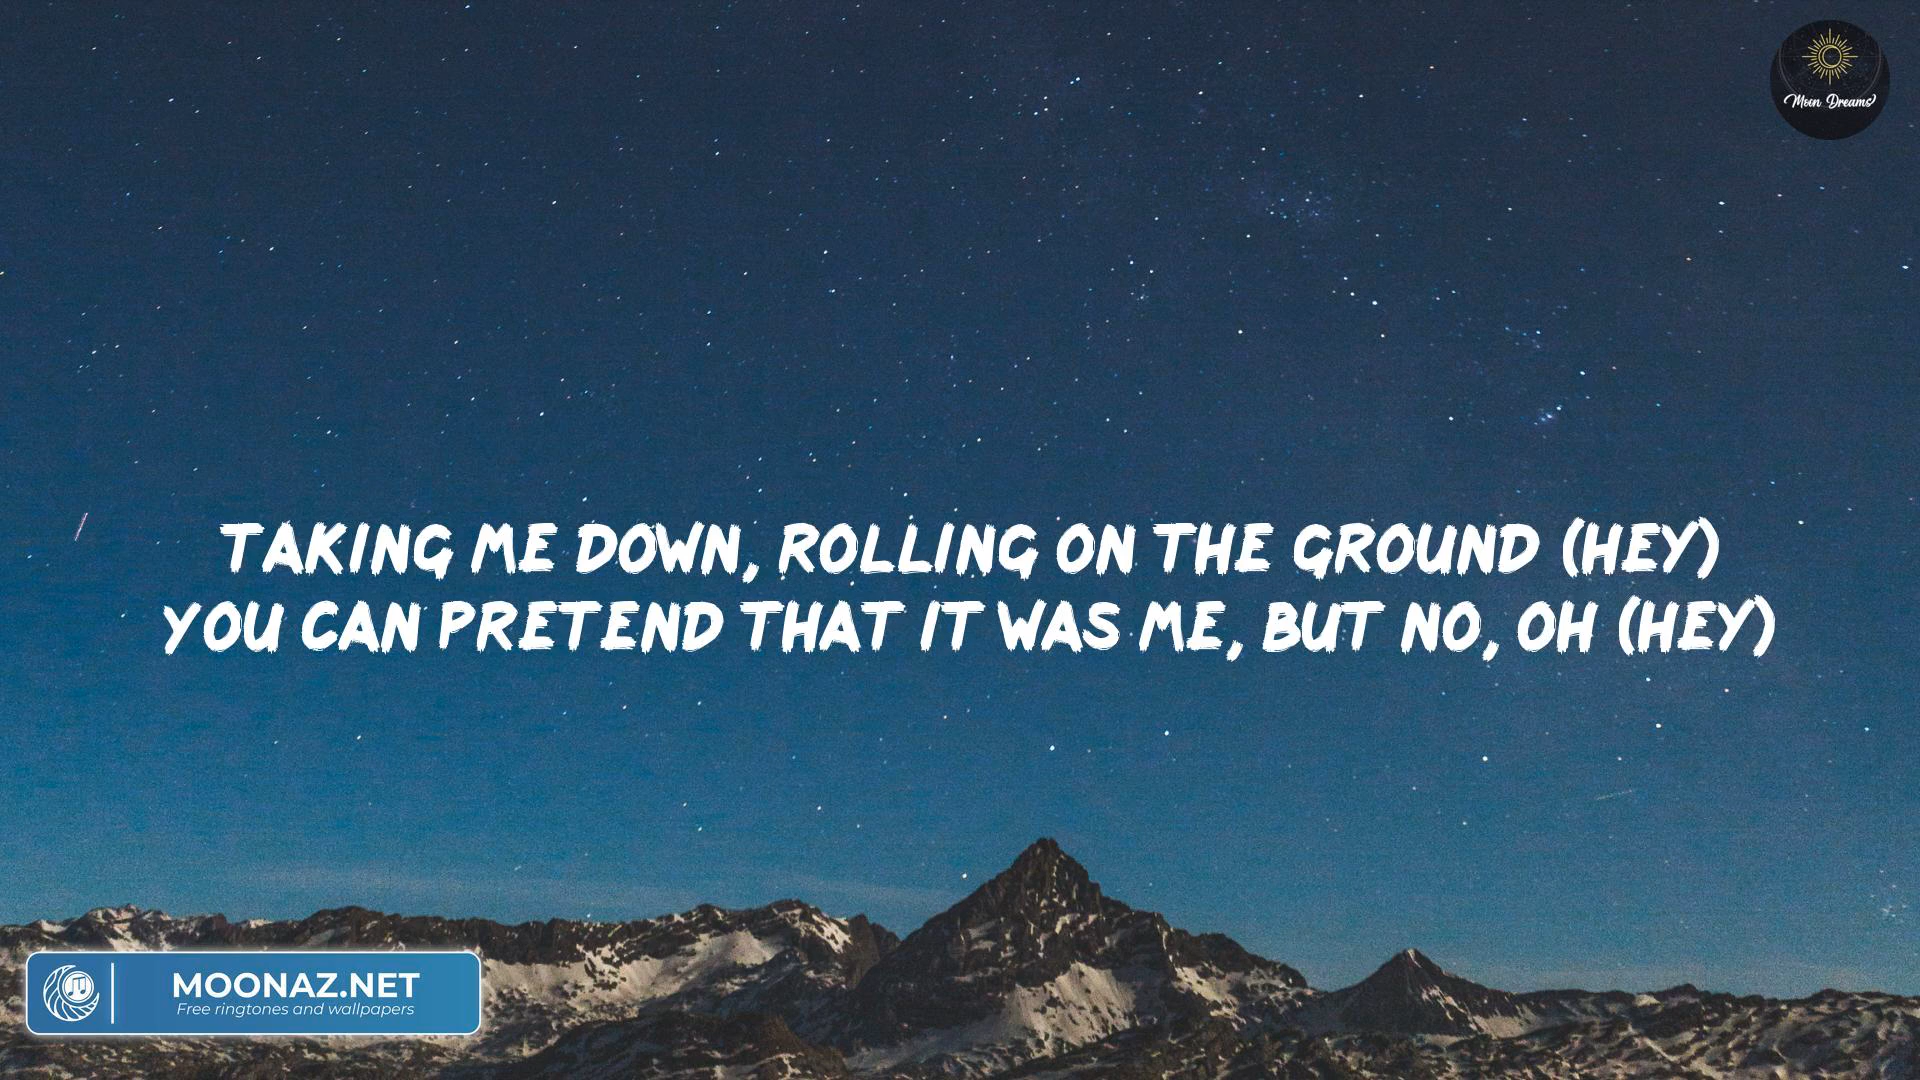 Moon Dreams
TAKING ME DOWN, ROLLING ON THE GROUND (HEY)
YOU CAN PRETEND THAT IT WAS ME, BUT NO, OH (HEY)
MOONAZ.NET
Free ringtones and wallpapers